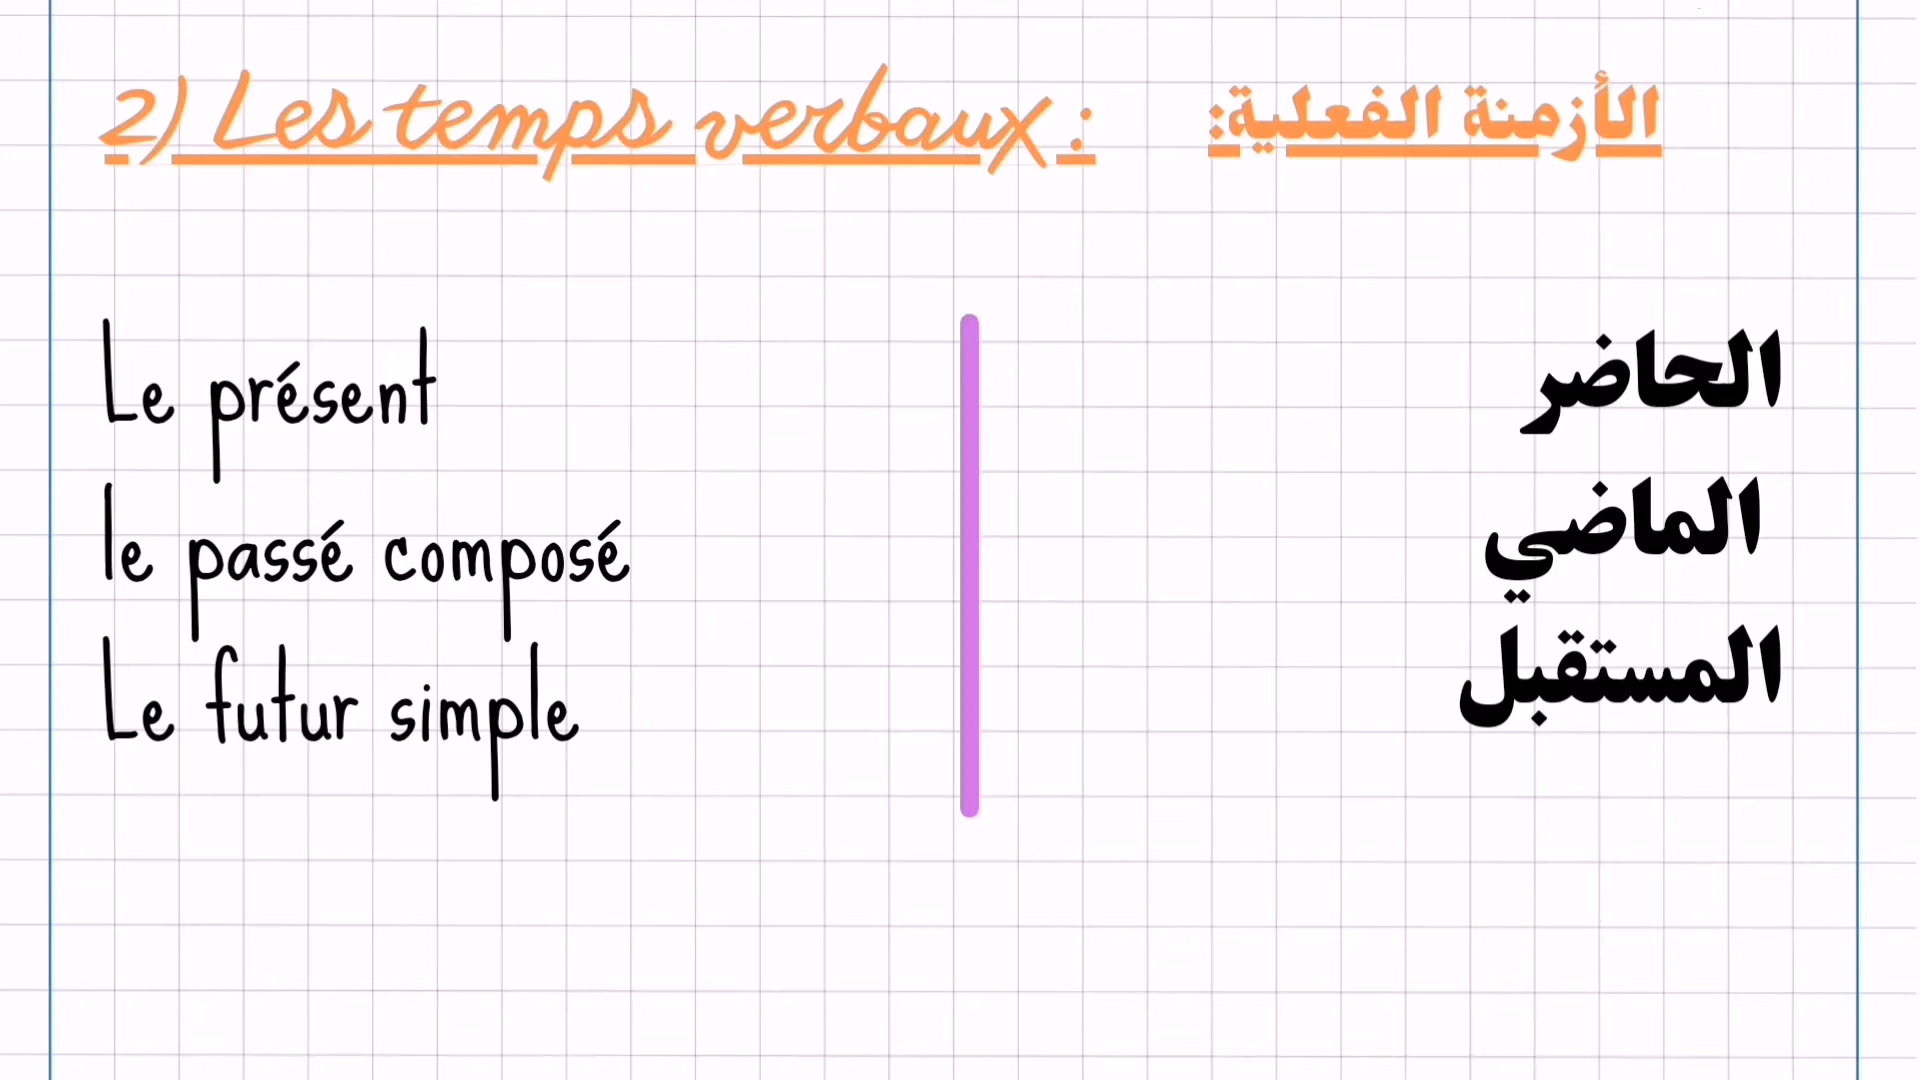 2) Les temps verbaux : الأزمنة الفعلية:
Le présent
le passé composé
Le futur simple
الحاضر
الماضي
المستقبل